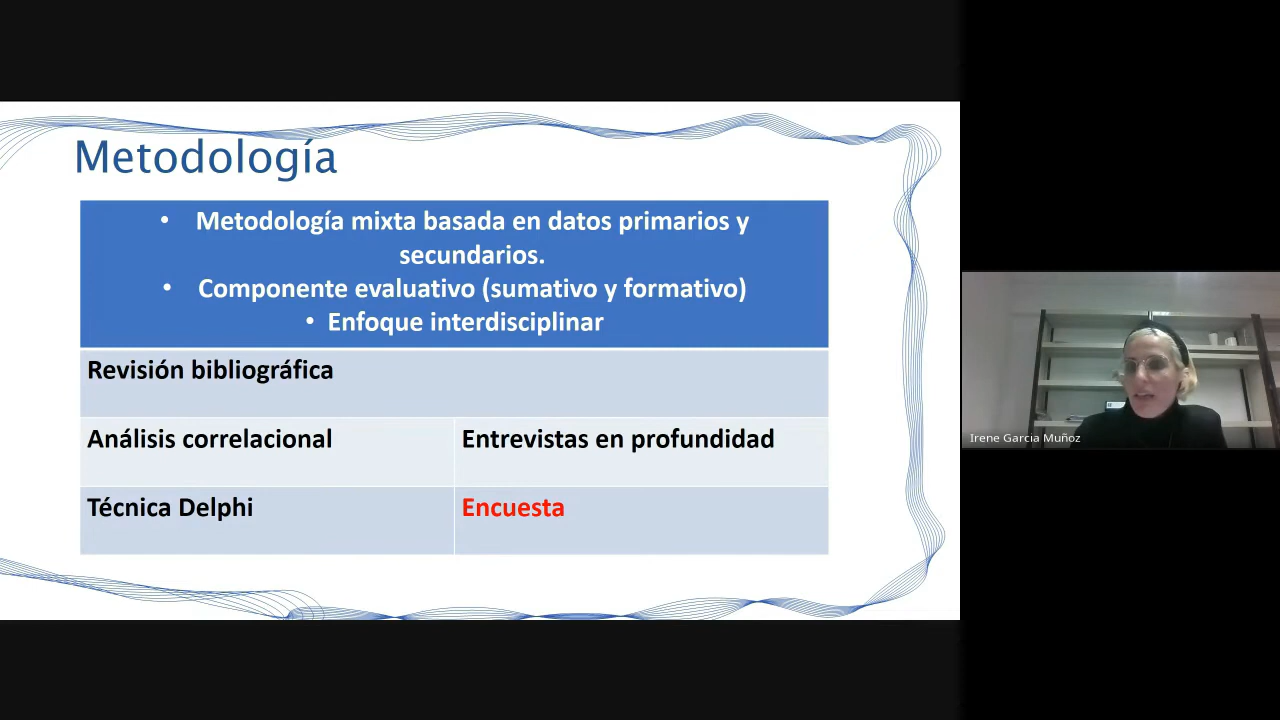 Metodología
• Metodología mixta basada en datos primarios y
secundarios.
• Componente evaluativo (sumativo y formativo)
• Enfoque interdisciplinar
Revisión bibliográfica
Análisis correlacional
Entrevistas en profundidad
Técnica Delphi
Encuesta
Irene Garcia Muñoz